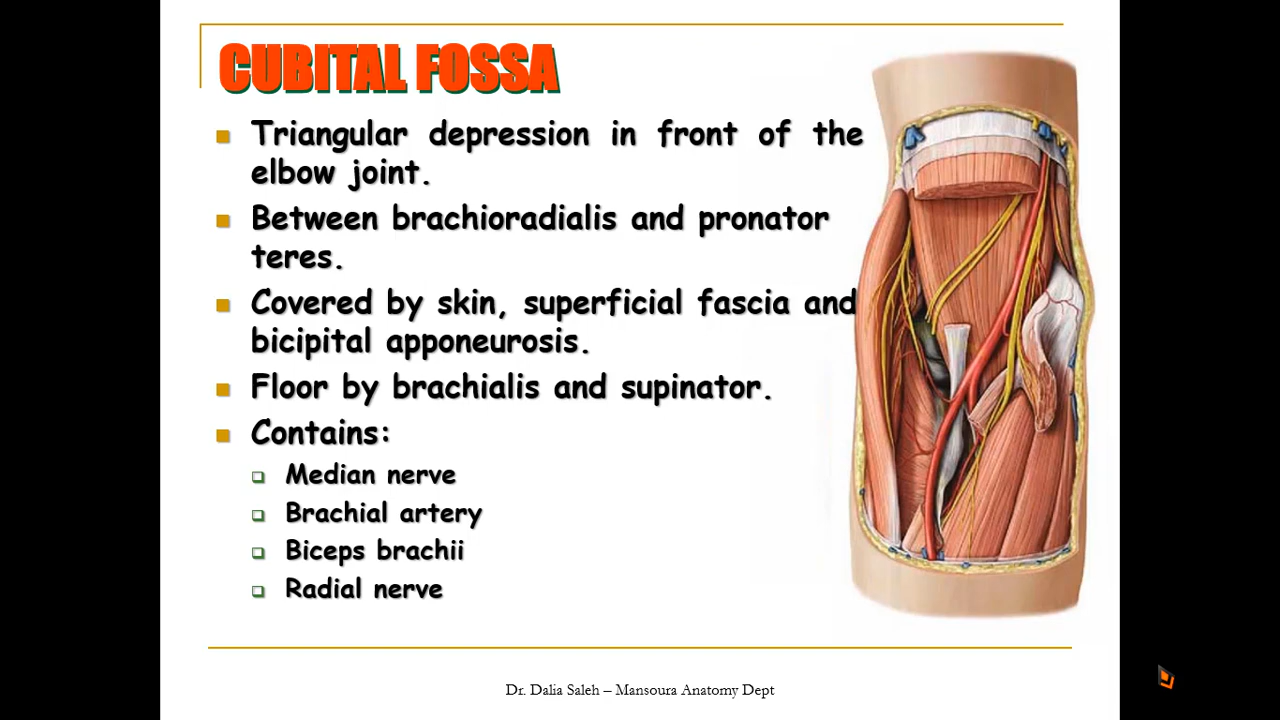 CUBITAL FOSSA
Triangular depression in front of the
elbow joint.
Between brachioradialis and pronator
teres.
Covered by skin, superficial fascia and
bicipital apponeurosis.
Floor by brachialis and supinator.
Contains:
Median nerve
Brachial artery
Biceps brachii
Radial nerve
Dr. Dalia Saleh – Mansoura Anatomy Dept